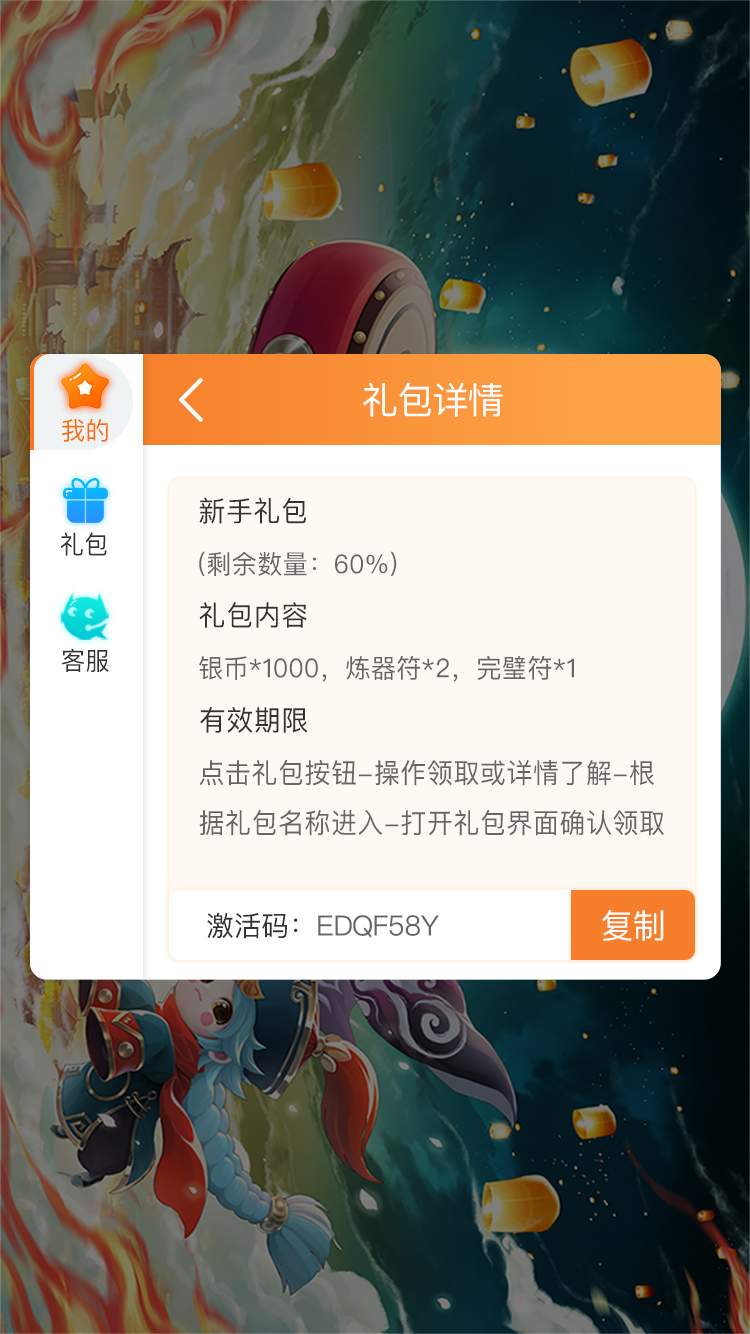 我的
礼包
客服
礼包详情
新手礼包
(剩余数量：60%)
礼包内容
银币*1000，炼器符*2，完璧符*1
有效期限
点击礼包按钮–操作领取或详情了解–根
据礼包名称进入–打开礼包界面确认领取
激活码：EDQF58Y
复制